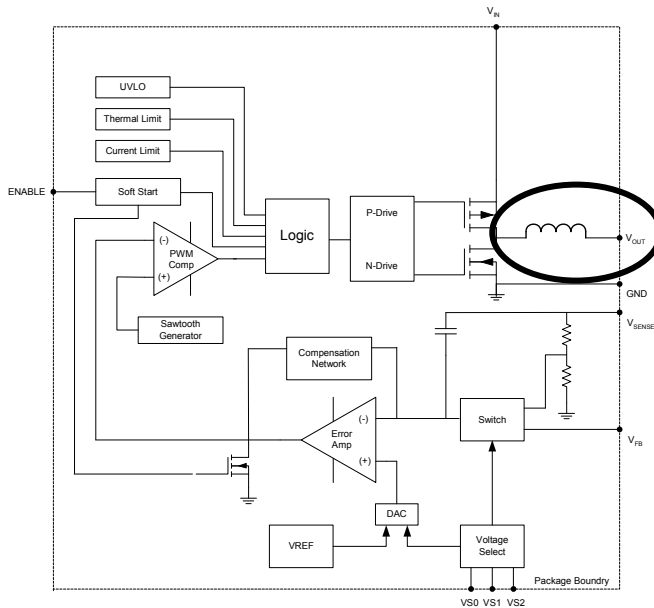 VIN
UVLO
Thermal Limit
Current Limit
ENABLE
Soft Start
Logic
P-Drive
N-Drive
(-)
PWM
Comp
(+)
VOUT
GND
Sawtooth
Generator
VSENSE
Compensation
Network
(-)
Error
Amp
(+)
Switch
VFB
DAC
VREF
Voltage
Select
Package Boundry
VS0 VS1 VS2